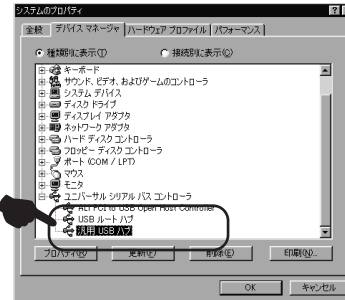 システムのプロパティ
全般 デバイス マネージャ ハードウェア プロファイル パフォーマンス
種類別に表示(T) 接続別に表示(C)
キーボード
サウンド、ビデオ、およびゲームのコントローラ
システム デバイス
ディスク ドライブ
ディスプレイ アダプタ
ネットワーク アダプタ
ハード ディスク コントローラ
フロッピー ディスク コントローラ
ポート (COM / LPT)
マウス
モニタ
ユニバーサル シリアル バス コントローラ
ALI PCI to USB Open Host Controller
USB ルート ハブ
汎用 USB ハブ
プロパティ(R) 更新(F) 削除(E) 印刷(N)...
OK キャンセル